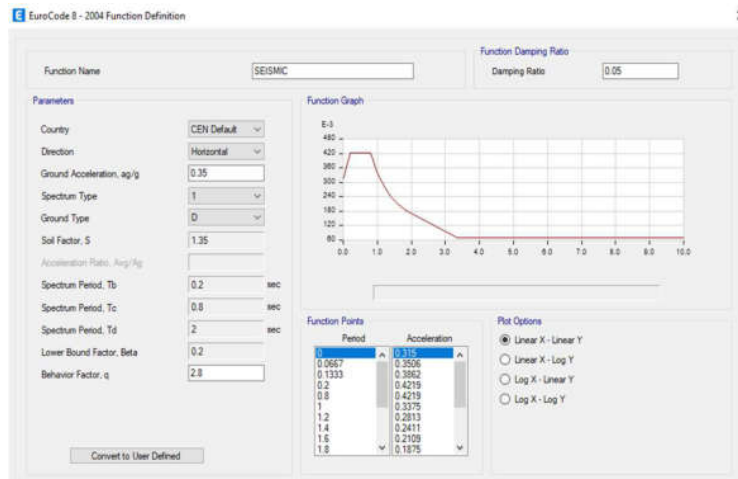 EuroCode 8 - 2004 Function Definition
Function Name
SEISMIC
Function Damping Ratio
Damping Ratio
0.05
Parameters
Country
CEN Default
Direction
Horizontal
Ground Acceleration, ag/g
0.35
Spectrum Type
1
Ground Type
D
Soil Factor, S
1.35
Acceleration Ratio, Avg/Ag
Spectrum Period, Tb
0.2
sec
Spectrum Period, Tc
0.8
sec
Spectrum Period, Td
2
sec
Lower Bound Factor, Beta
0.2
Behavior Factor, q
2.8
Convert to User Defined
Function Graph
E-3
480
420
360
300
240
180
120
60
0.0 1.0 2.0 3.0 4.0 5.0 6.0 7.0 8.0 9.0 10.0
Function Points
Period Acceleration
0 0.315
0.0667 0.3506
0.1333 0.3862
0.2 0.4219
0.8 0.4219
1 0.3375
1.2 0.2813
1.4 0.2411
1.6 0.2109
1.8 0.1875
Plot Options
Linear X - Linear Y
Linear X - Log Y
Log X - Linear Y
Log X - Log Y